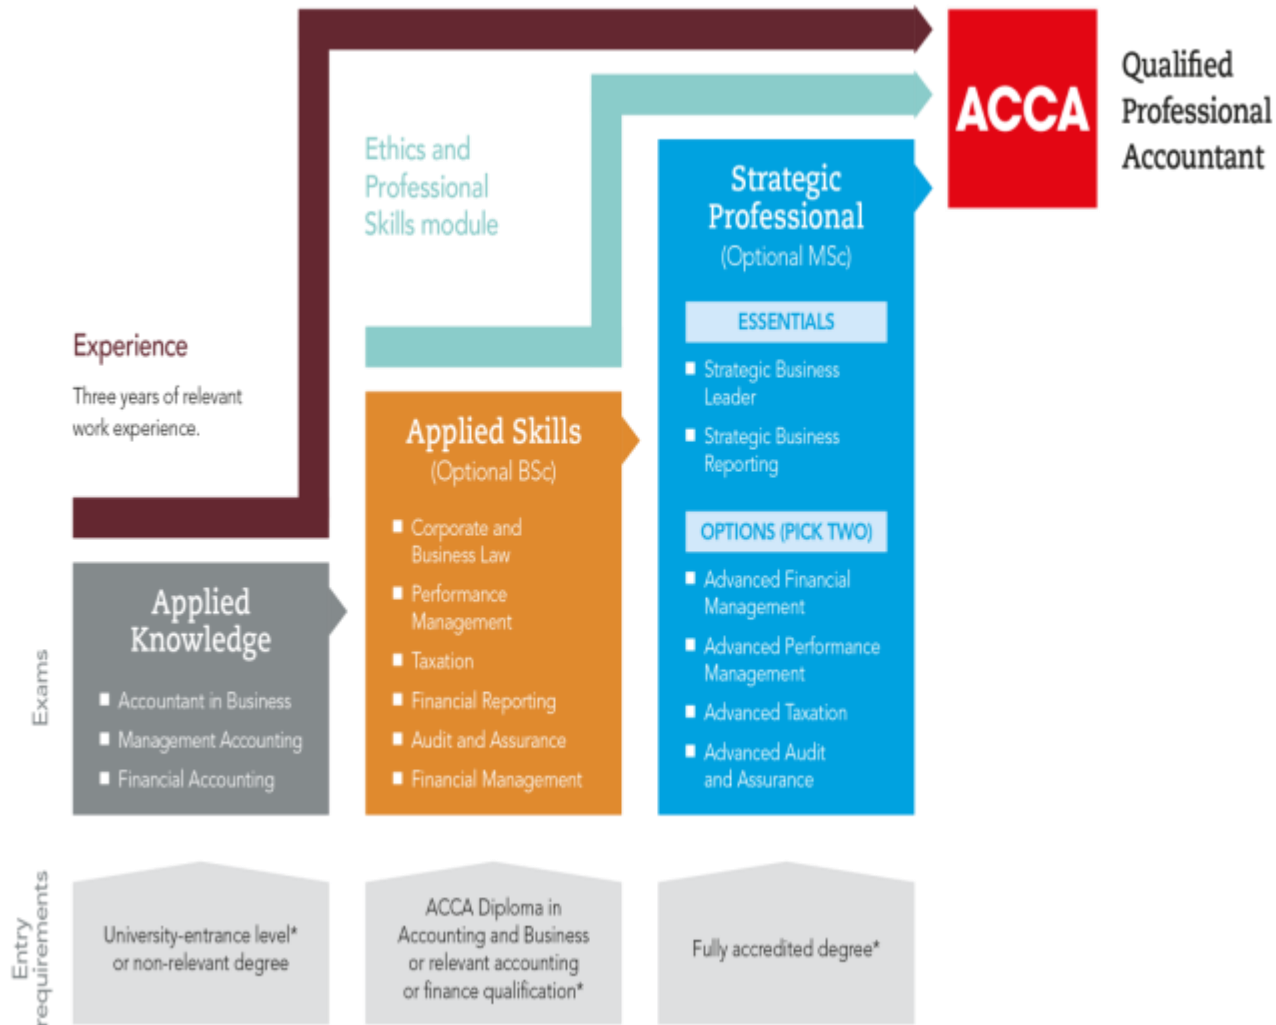 ACCA
Qualified
Professional
Accountant
Ethics and
Professional
Skills module
Experience
Three years of relevant
work experience.
Exams
Applied
Knowledge
Accountant in Business
Management Accounting
Financial Accounting
Applied Skills
(Optional BSc)
Corporate and
Business Law
Performance
Management
Taxation
Financial Reporting
Audit and Assurance
Financial Management
Strategic
Professional
(Optional MSc)
ESSENTIALS
Strategic Business
Leader
Strategic Business
Reporting
OPTIONS (PICK TWO)
Advanced Financial
Management
Advanced Performance
Management
Advanced Taxation
Advanced Audit
and Assurance
Entry
requirements
University-entrance level*
or non-relevant degree
ACCA Diploma in
Accounting and Business
or relevant accounting
or finance qualification*
Fully accredited degree*